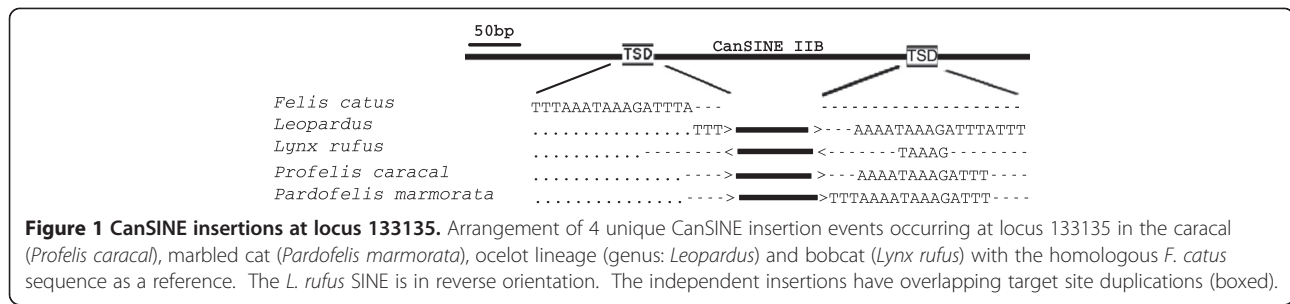 50bp
TSD CanSINE IIB TSD
Felis catus TTTAAATAAAGATTTA--- -------------------
Leopardus ................TTT> >---AAAATAAAGATTTATTT
Lynx rufus ...........--------< <-------TAAAG--------
Profelis caracal ...............----> >---AAAATAAAGATTT----
Pardofelis marmorata ...............----> >TTTAAAATAAAGATTT----
Figure 1 CanSINE insertions at locus 133135. Arrangement of 4 unique CanSINE insertion events occurring at locus 133135 in the caracal
(Profelis caracal), marbled cat (Pardofelis marmorata), ocelot lineage (genus: Leopardus) and bobcat (Lynx rufus) with the homologous F. catus
sequence as a reference. The L. rufus SINE is in reverse orientation. The independent insertions have overlapping target site duplications (boxed).